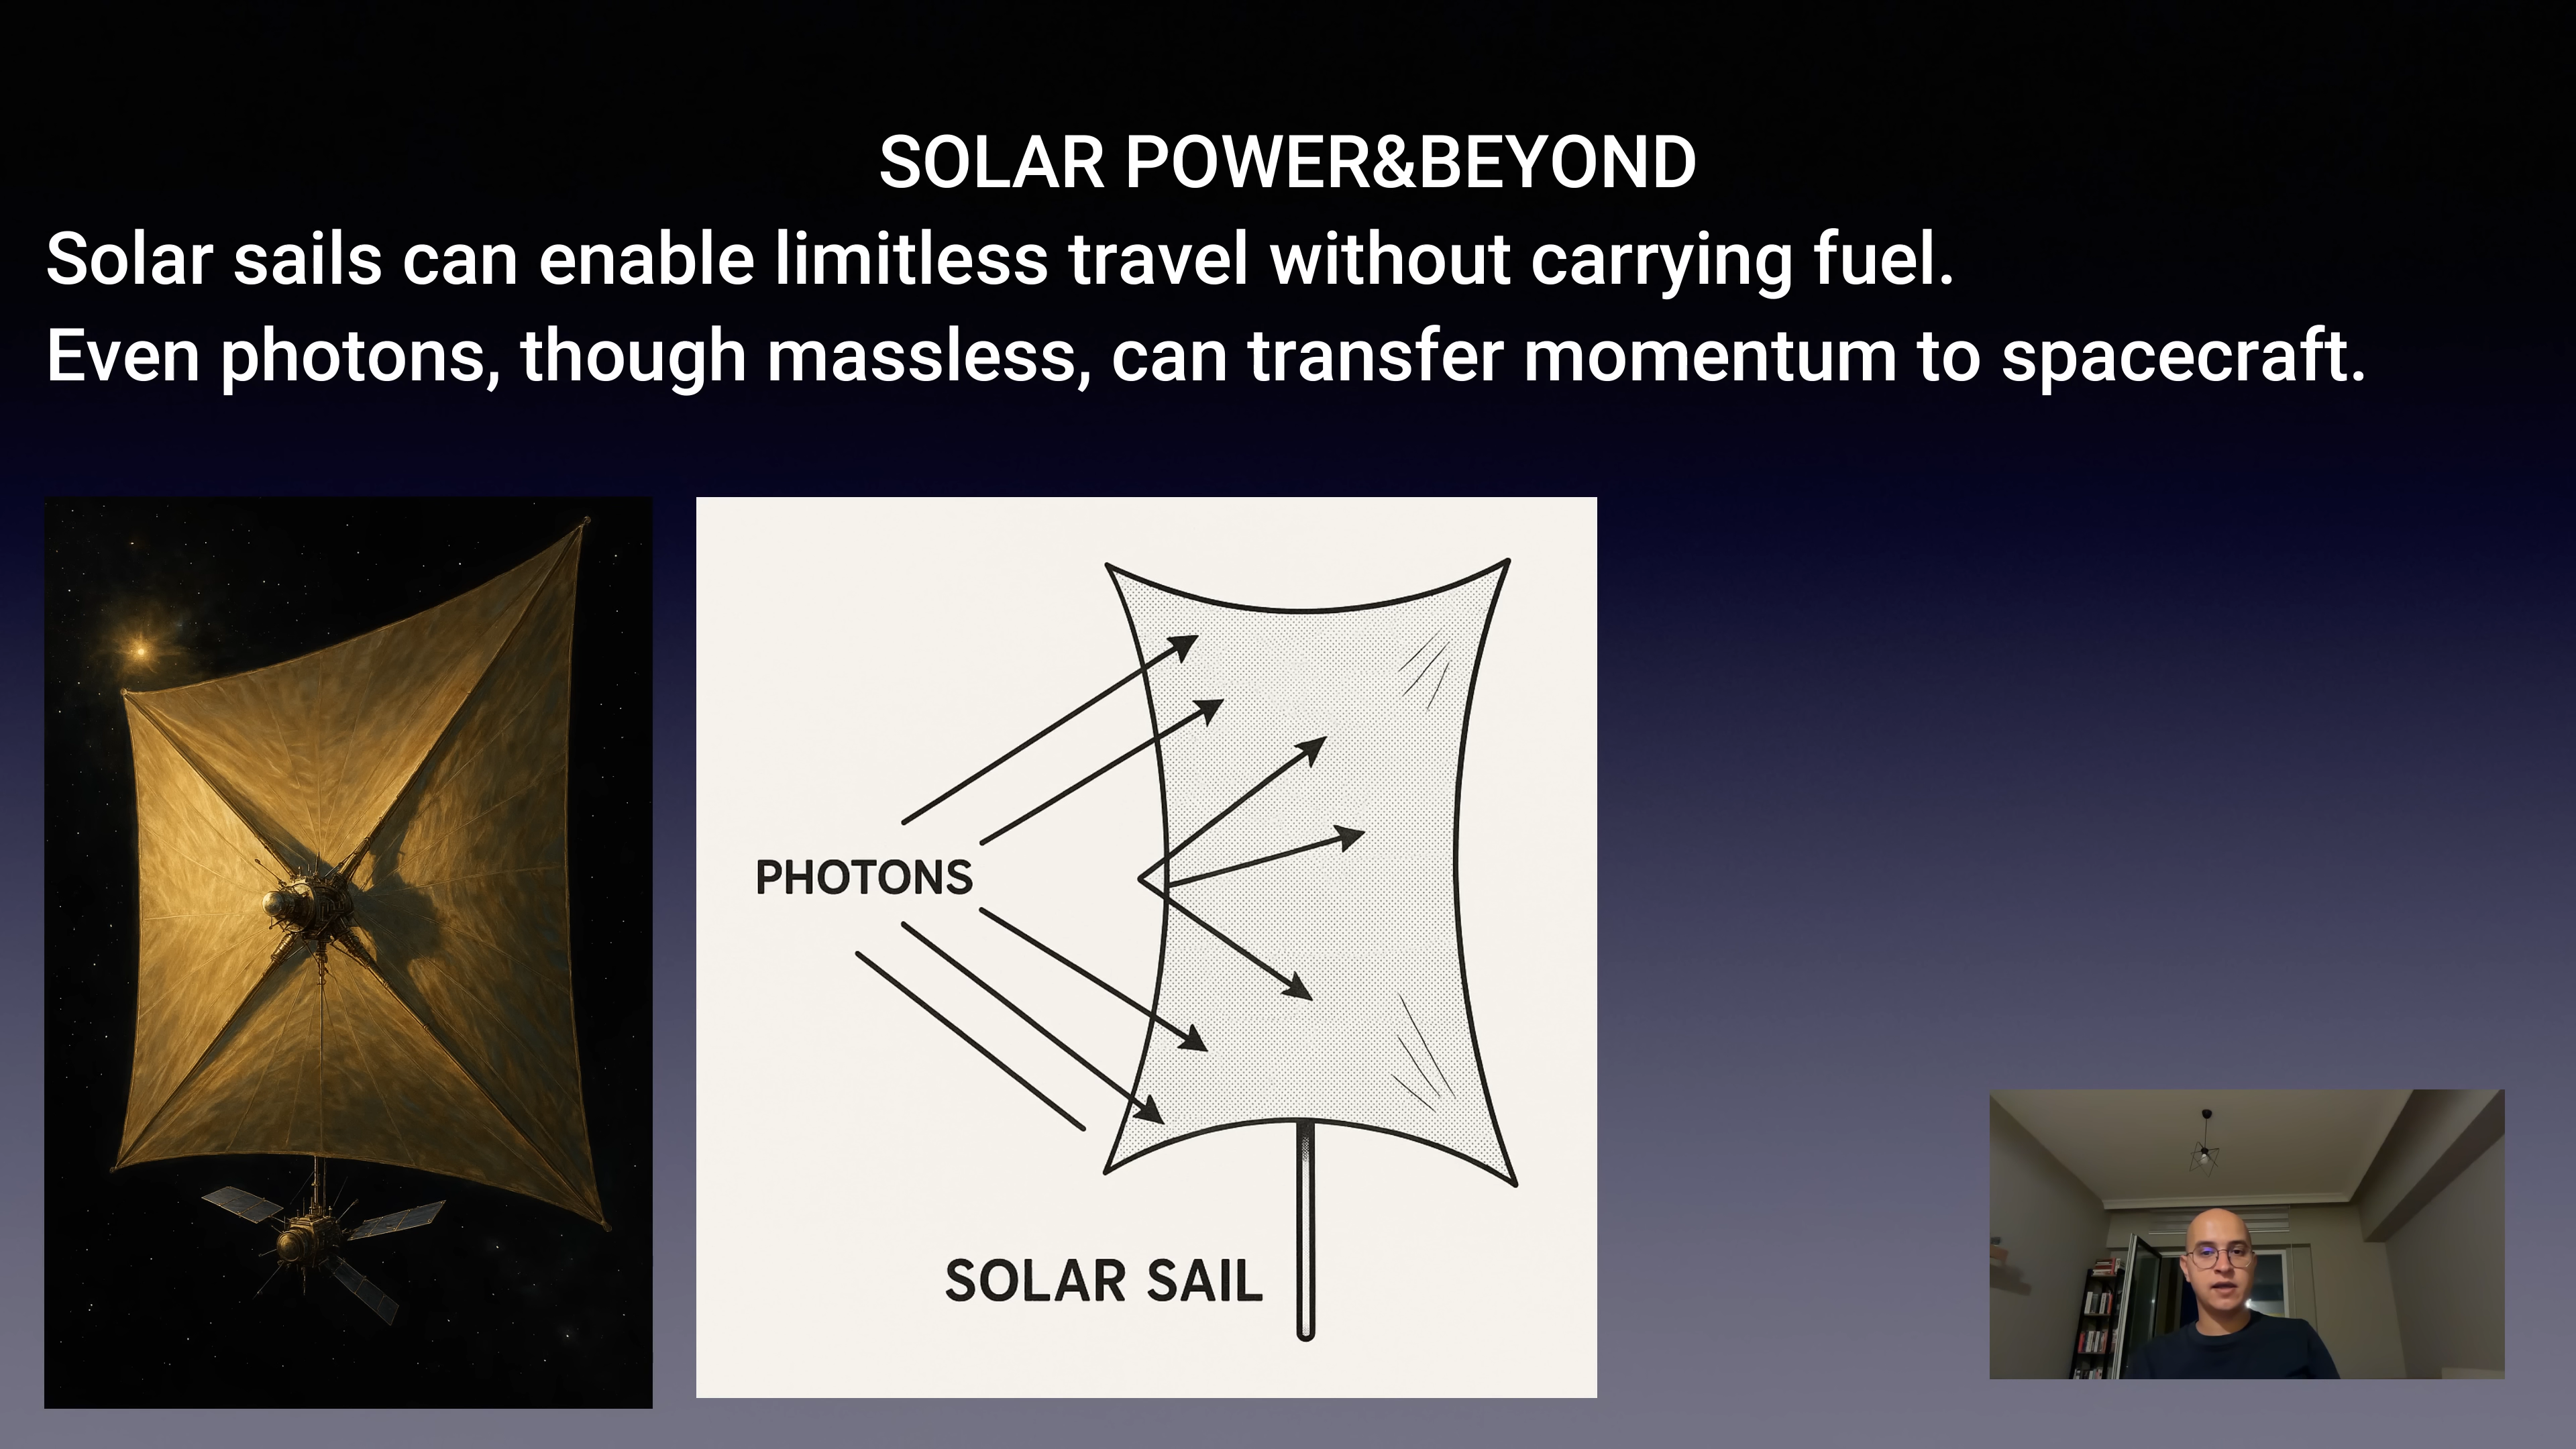 SOLAR POWER&BEYOND
Solar sails can enable limitless travel without carrying fuel.
Even photons, though massless, can transfer momentum to spacecraft.
PHOTONS
SOLAR SAIL